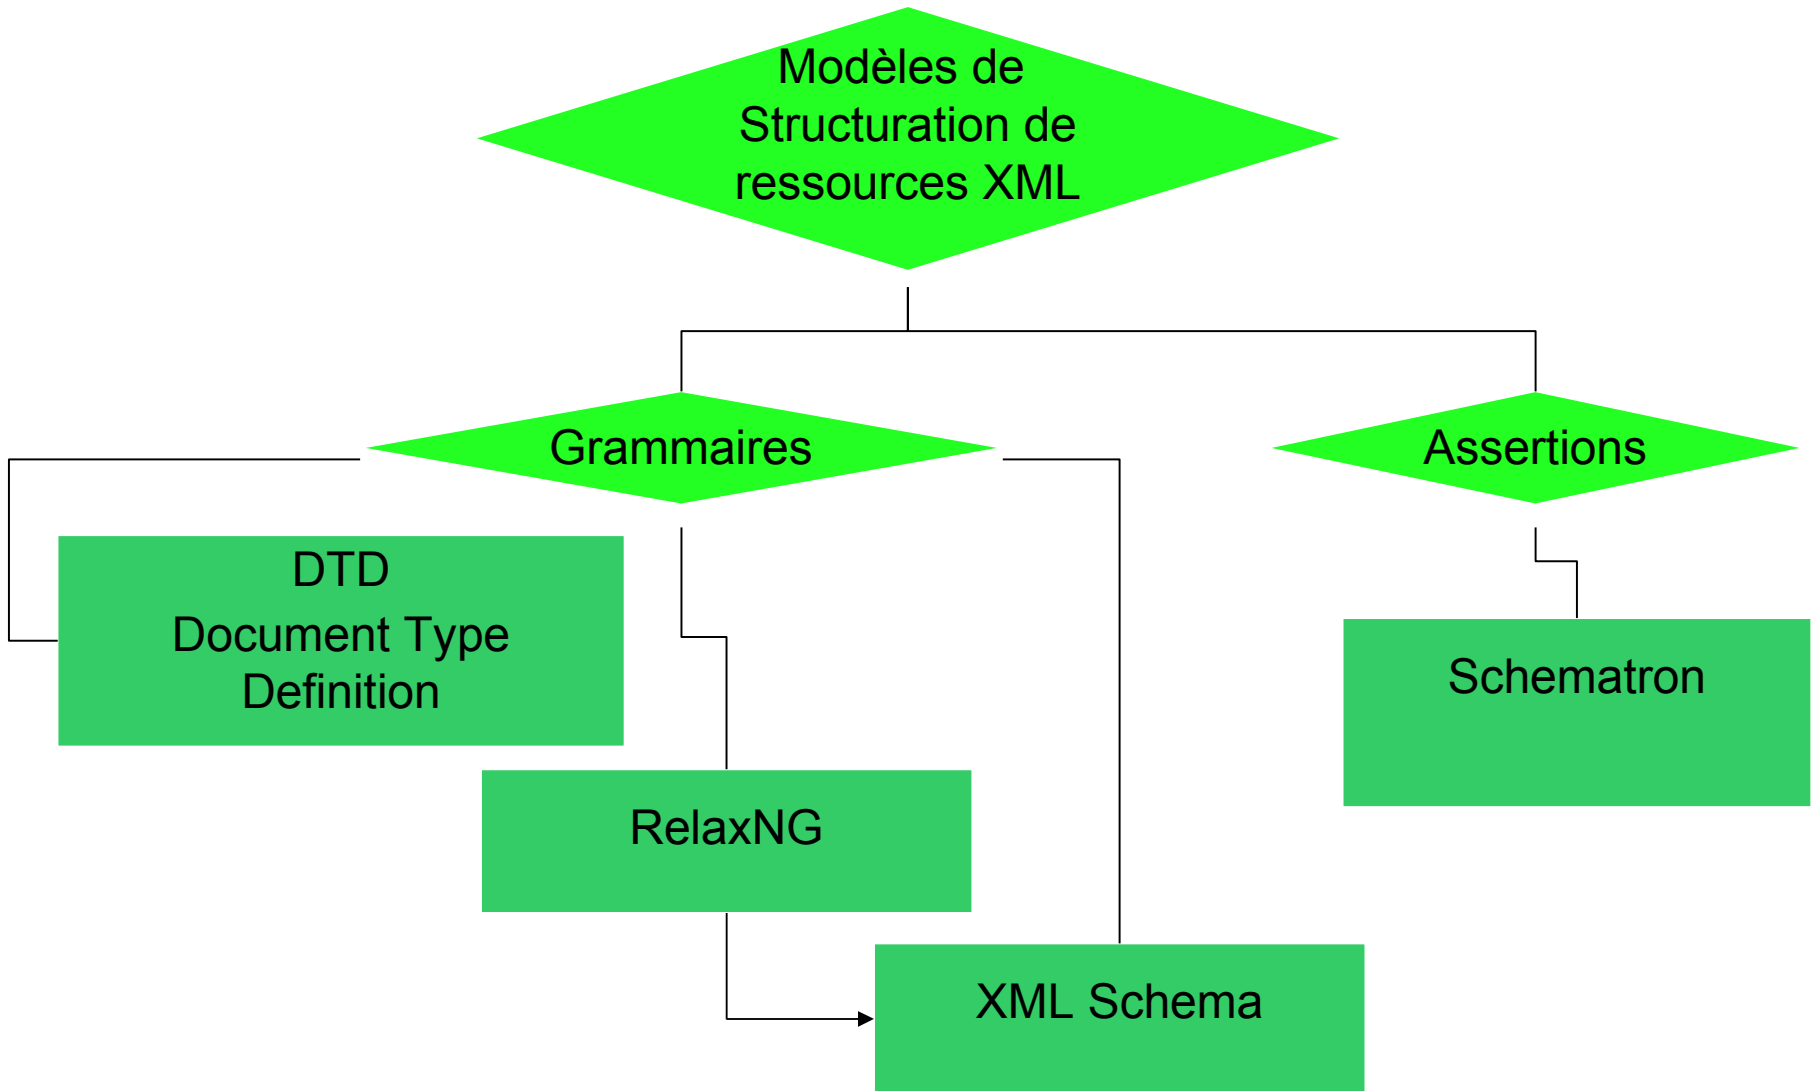 Modèles de
Structuration de
ressources XML
Grammaires
Assertions
DTD
Document Type
Definition
Schematron
RelaxNG
XML Schema